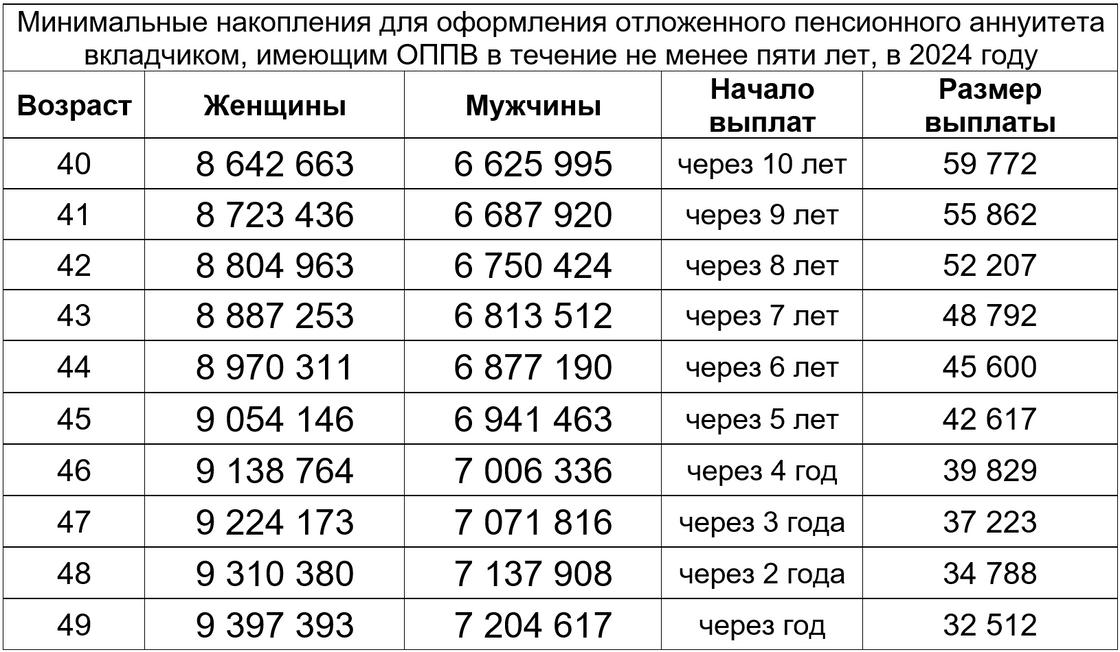 Минимальные накопления для оформления отложенного пенсионного аннуитета
вкладчиком, имеющим ОППВ в течение не менее пяти лет, в 2024 году
Возраст Женщины Мужчины Начало выплат Размер выплаты
40 8 642 663 6 625 995 через 10 лет 59 772
41 8 723 436 6 687 920 через 9 лет 55 862
42 8 804 963 6 750 424 через 8 лет 52 207
43 8 887 253 6 813 512 через 7 лет 48 792
44 8 970 311 6 877 190 через 6 лет 45 600
45 9 054 146 6 941 463 через 5 лет 42 617
46 9 138 764 7 006 336 через 4 год 39 829
47 9 224 173 7 071 816 через 3 года 37 223
48 9 310 380 7 137 908 через 2 года 34 788
49 9 397 393 7 204 617 через год 32 512